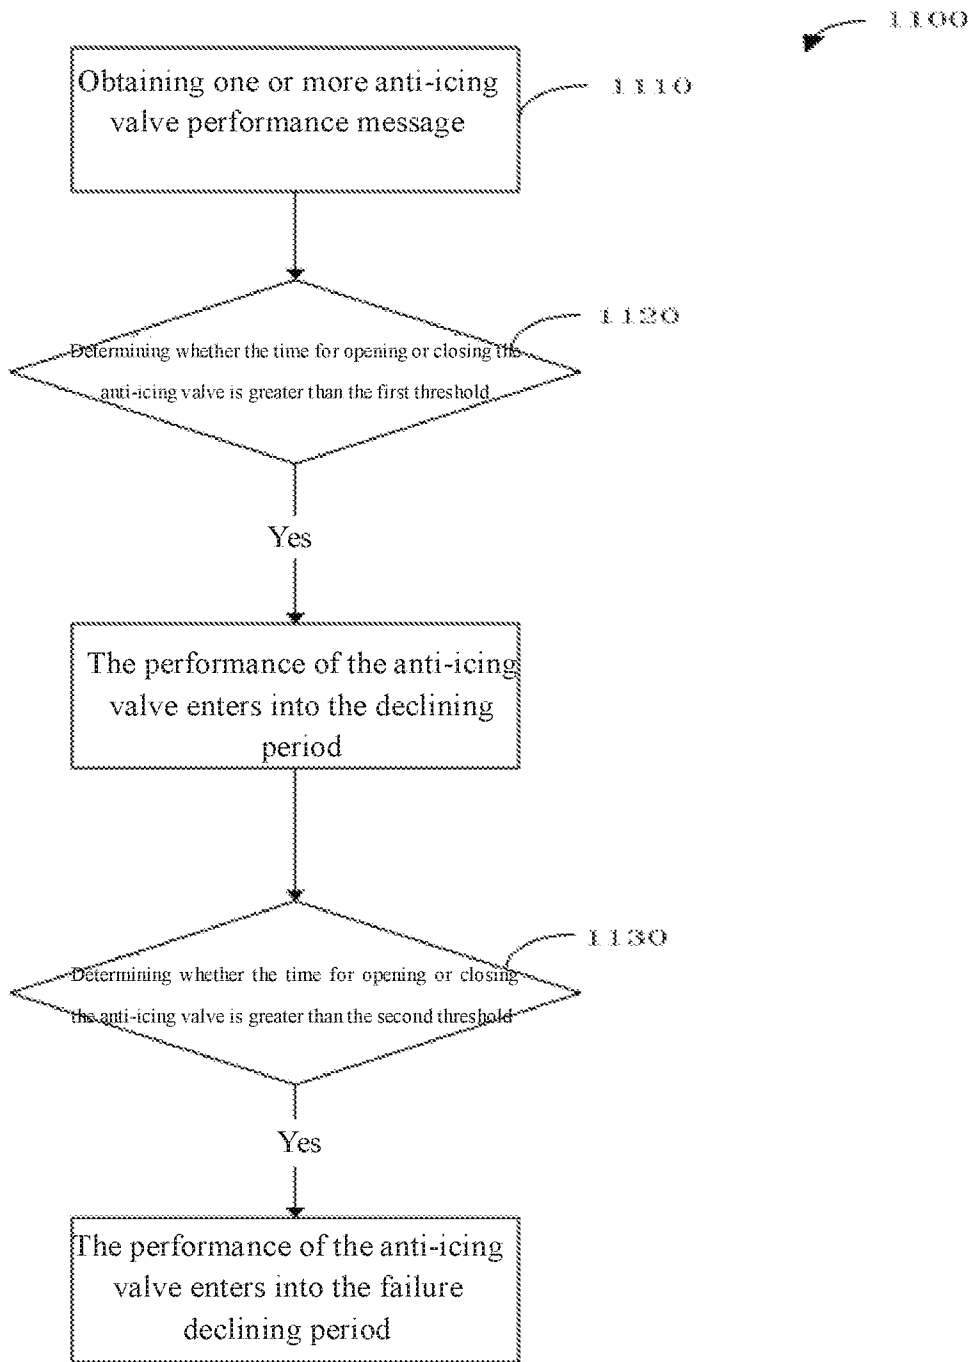 1100
Obtaining one or more anti-icing
valve performance message
1110
1120
Determining whether the time for opening or closing the
anti-icing valve is greater than the first threshold
Yes
The performance of the anti-icing
valve enters into the declining
period
1130
Determining whether the time for opening or closing
the anti-icing valve is greater than the second threshold
Yes
The performance of the anti-icing
valve enters into the failure
declining period